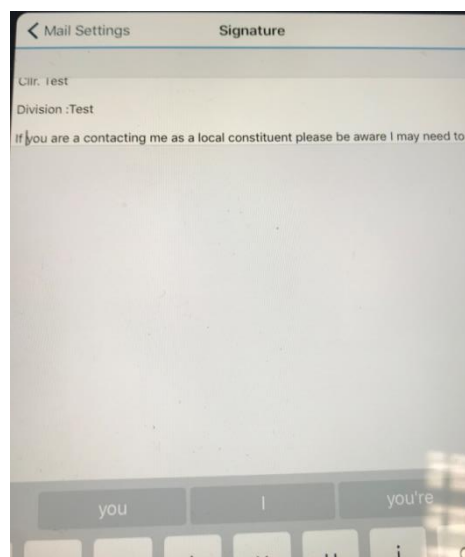 Mail Settings
Signature
Cllr. Test
Division :Test
If you are a contacting me as a local constituent please be aware I may need to
you
I
you're